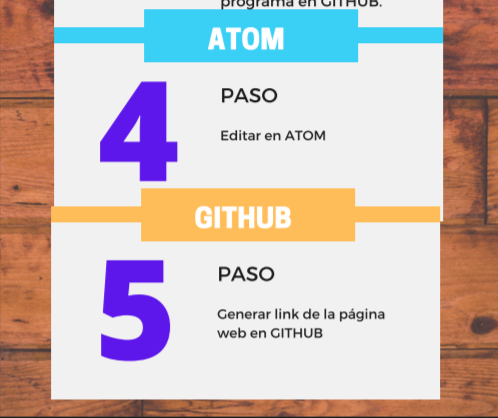 programa en GITHUB.
ATOM
4
PASO
Editar en ATOM
GITHUB
5
PASO
Generar link de la página
web en GITHUB